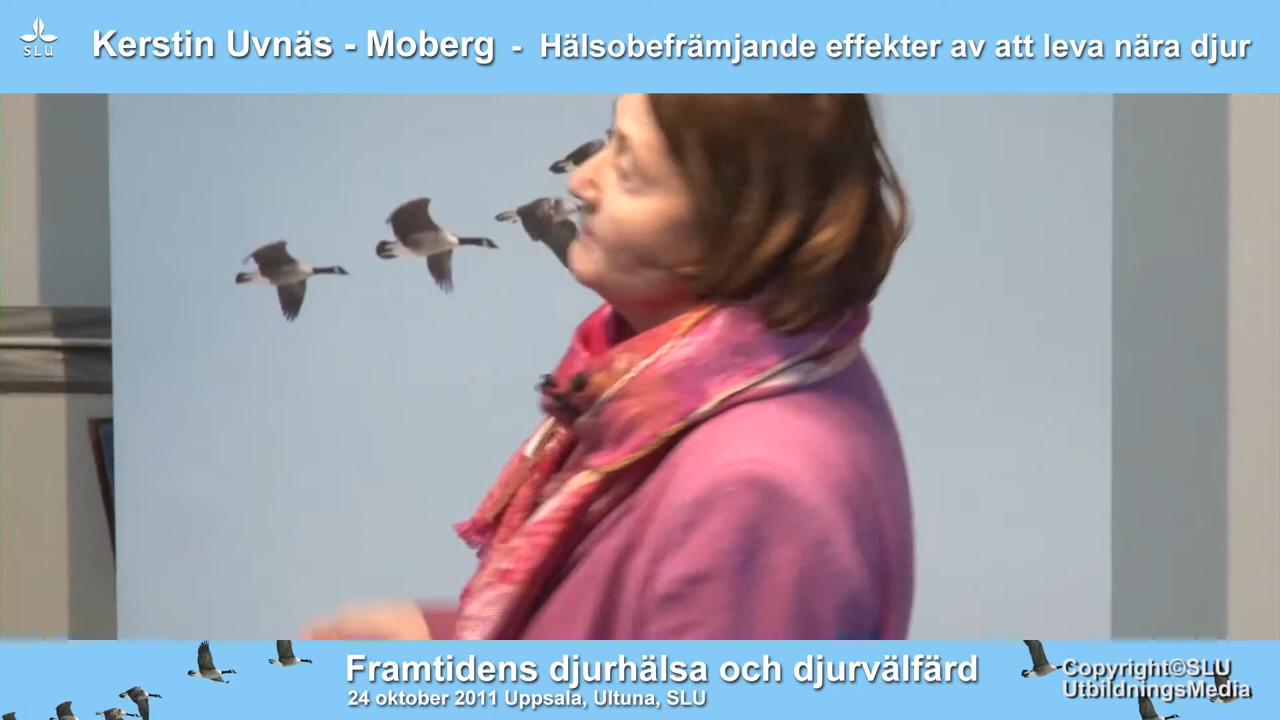 SLU
Kerstin Uvnäs - Moberg - Hälsobefrämjande effekter av att leva nära djur
Framtidens djurhälsa och djurvälfärd
24 oktober 2011 Uppsala, Ultuna, SLU
Copyright©SLU
UtbildningsMedia